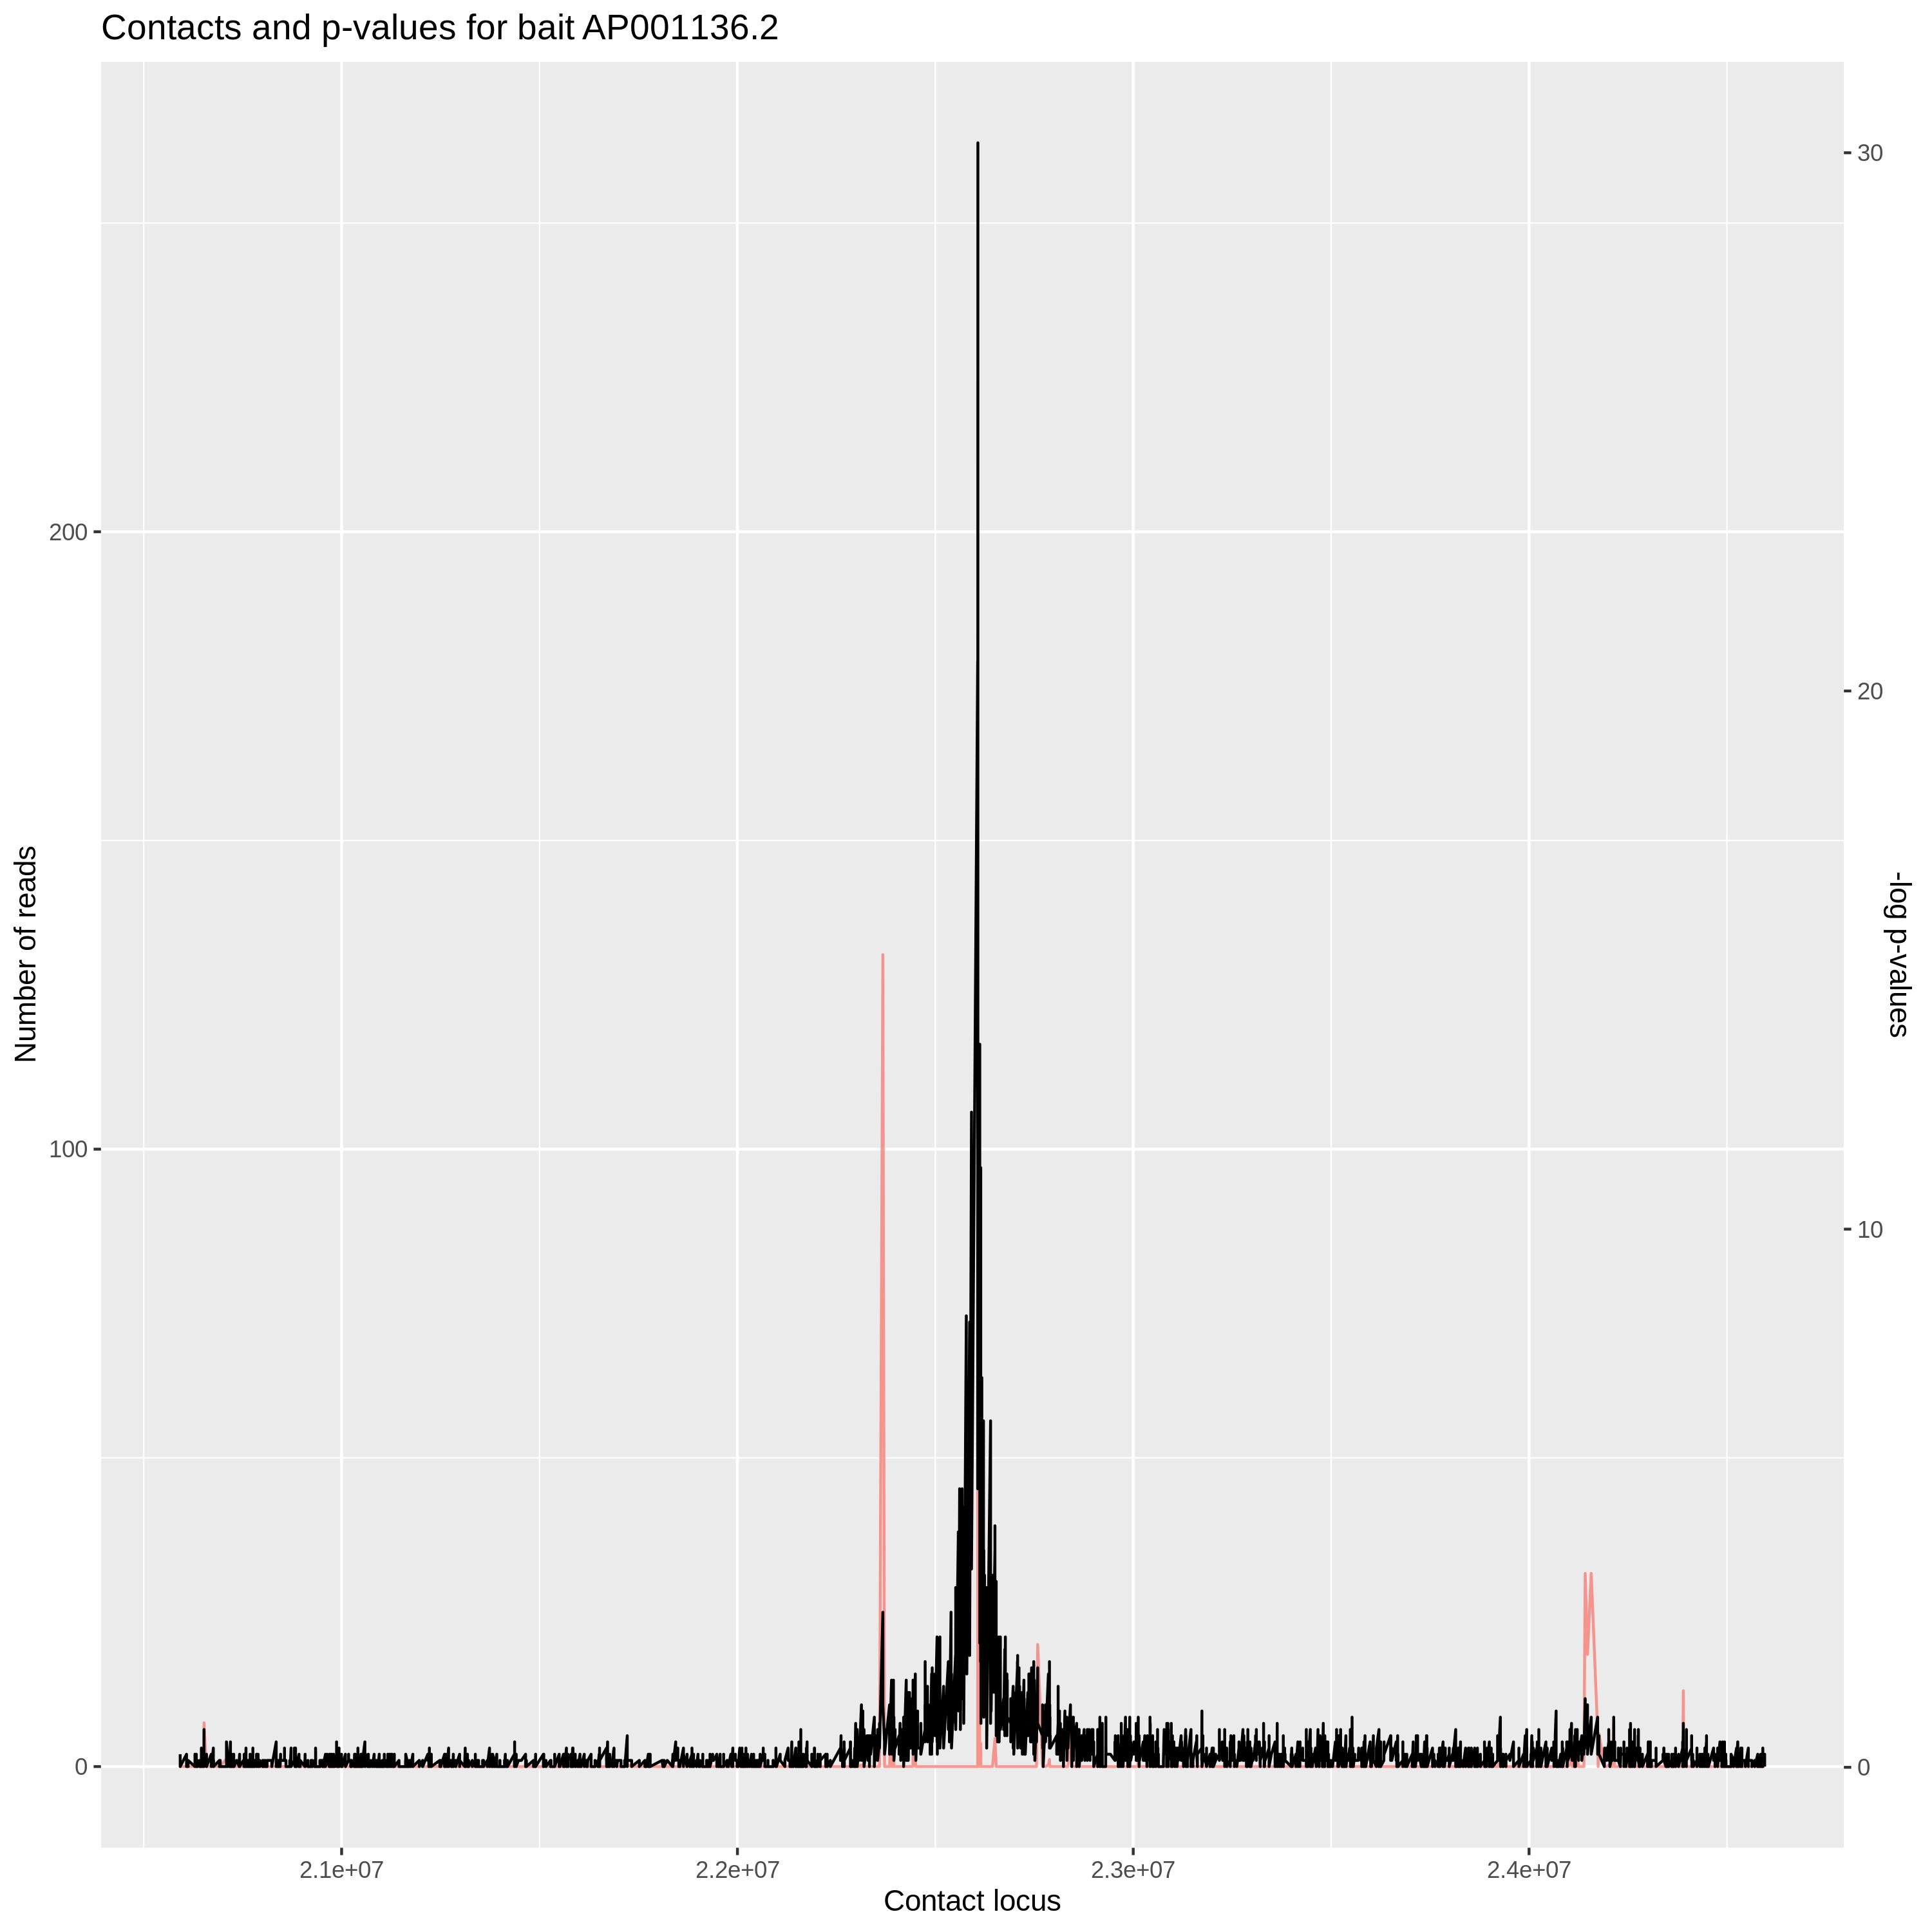 Contacts and p-values for bait AP001136.2
30
200
20
Number of reads
-log p-values
100
10
0
0
2.1e+07
2.2e+07
2.3e+07
2.4e+07
Contact locus